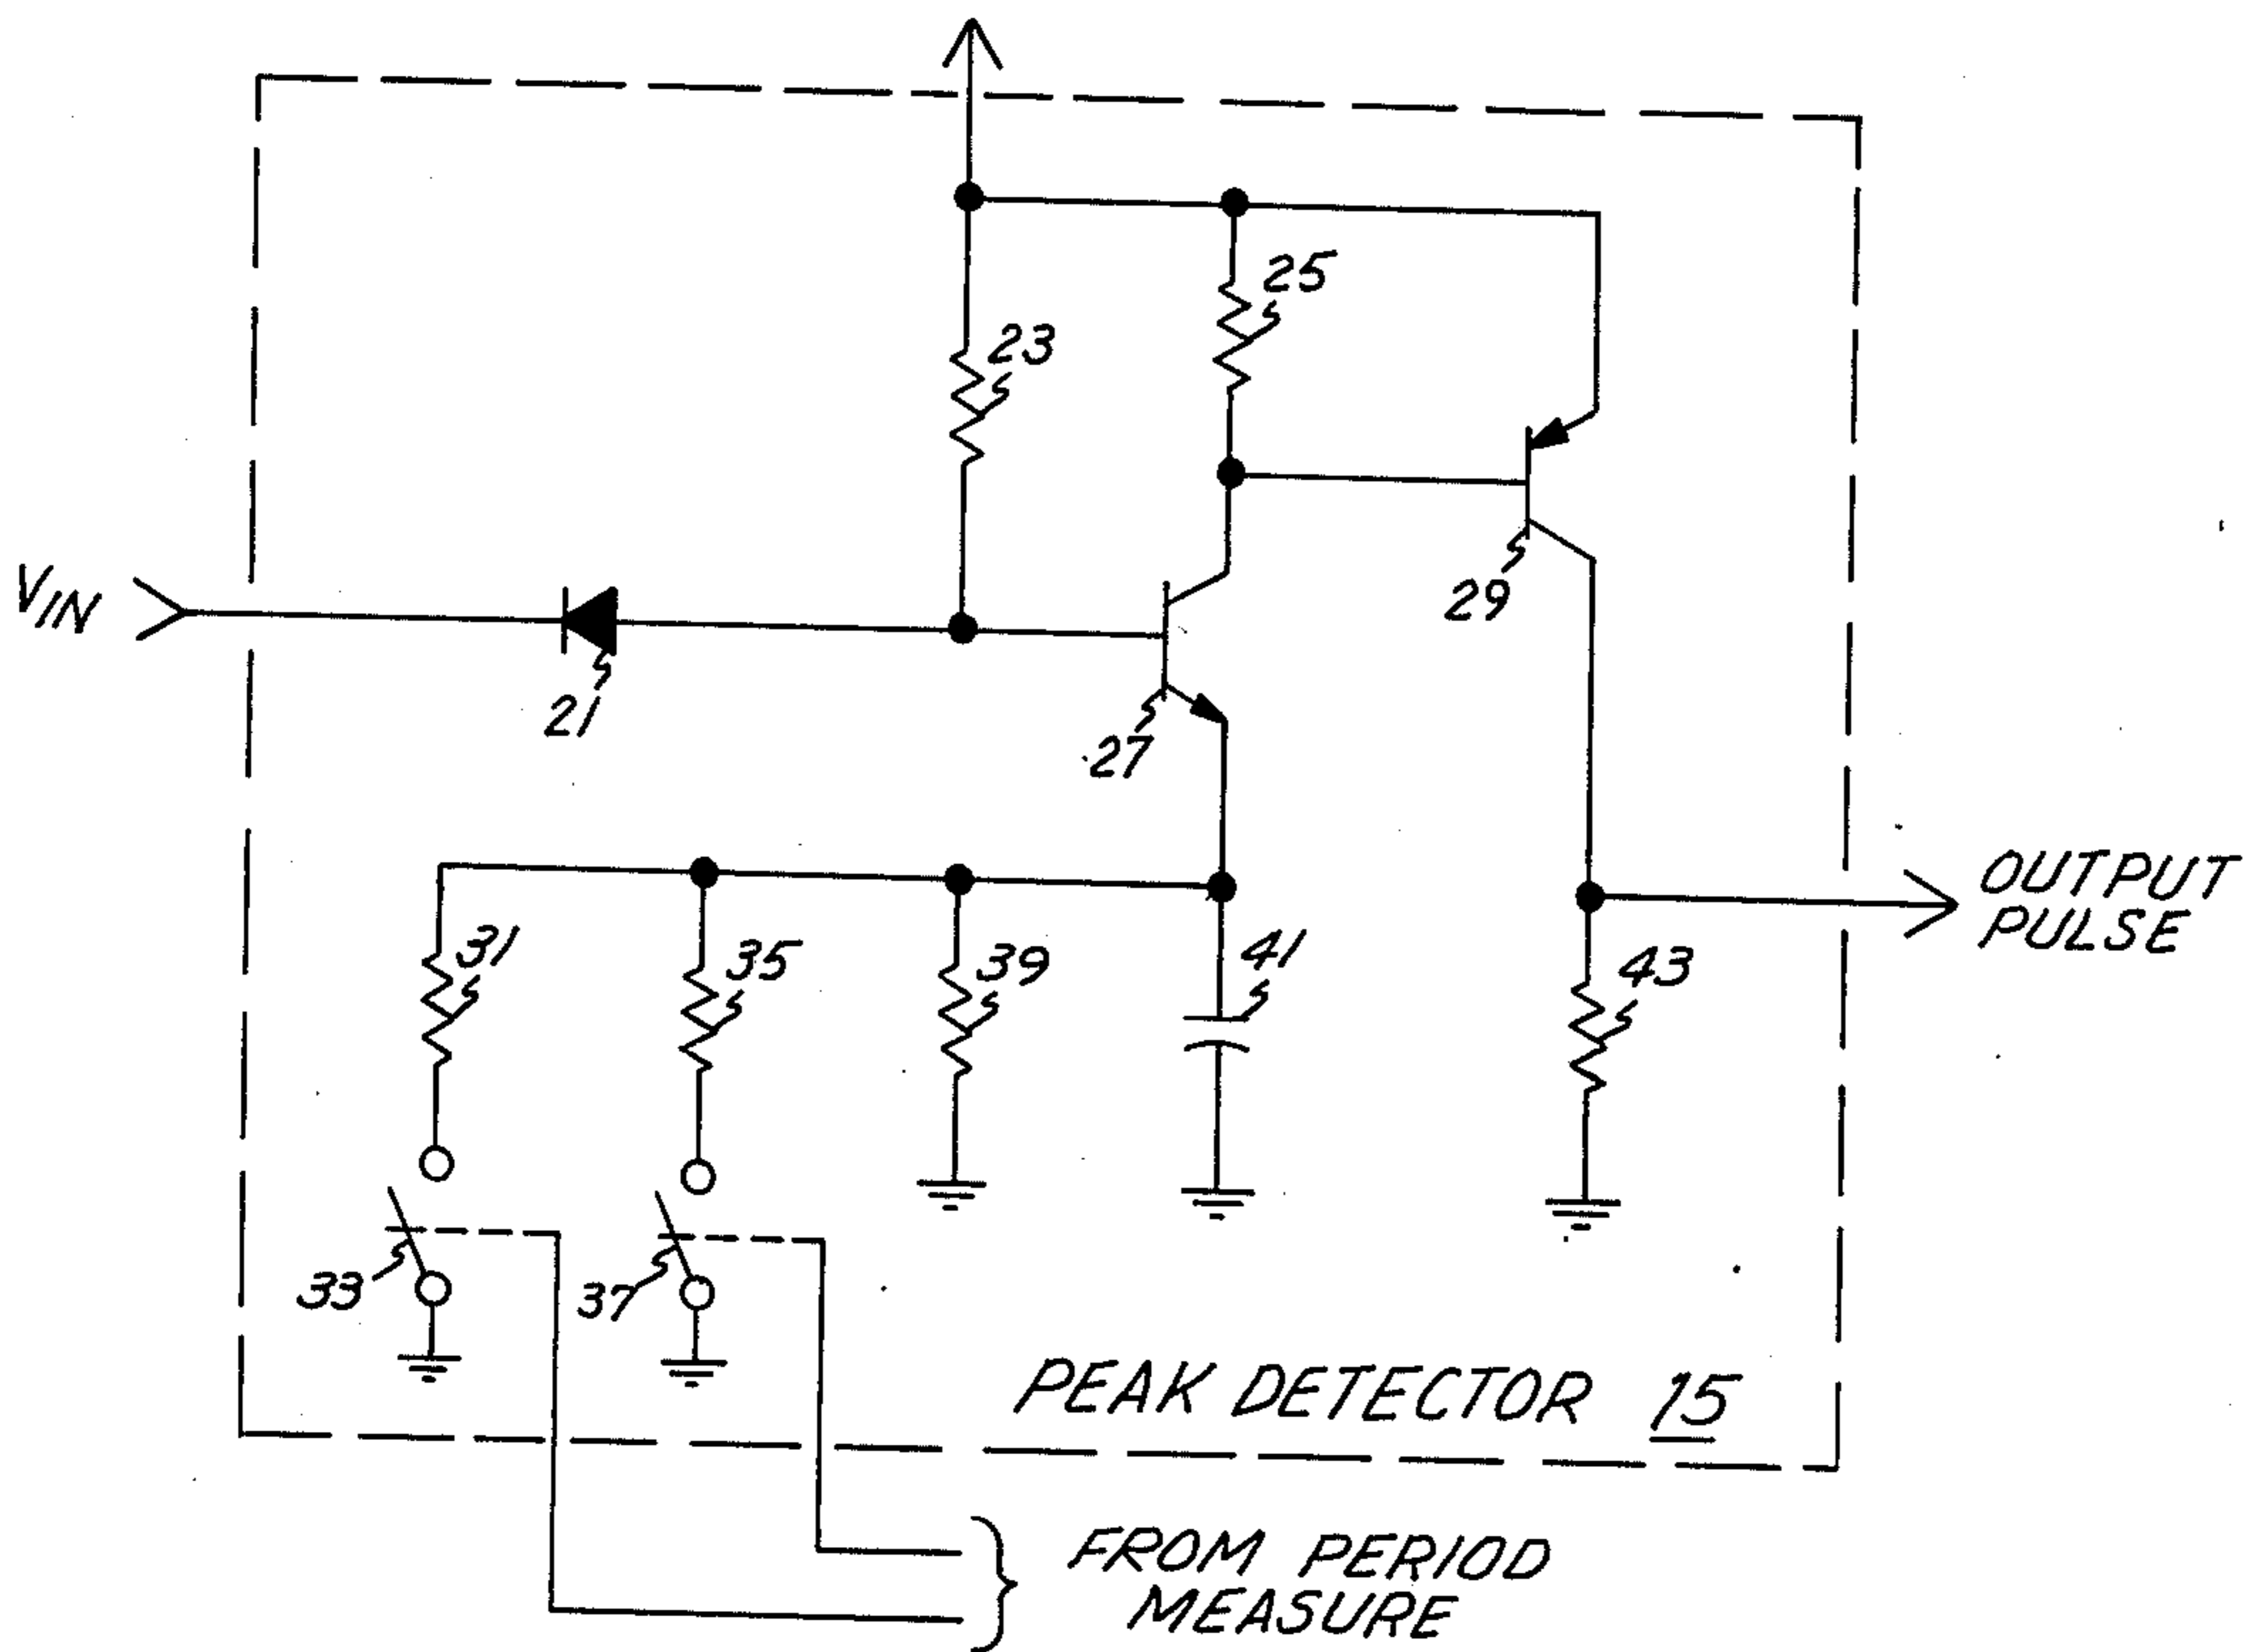 25
23
29
VIN
21
27
OUTPUT
PULSE
31
35
39
41
43
33
37
PEAK DETECTOR 15
FROM PERIOD
MEASURE